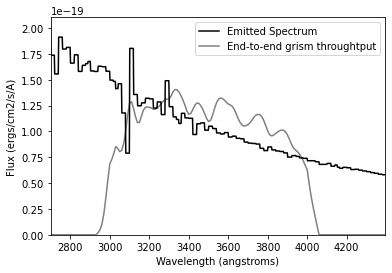 1e−19
2.00
1.75
1.50
1.25
1.00
0.75
0.50
0.25
0.00
Flux (ergs/cm2/s/A)
Emitted Spectrum
End-to-end grism throughtput
2800 3000 3200 3400 3600 3800 4000 4200
Wavelength (angstroms)